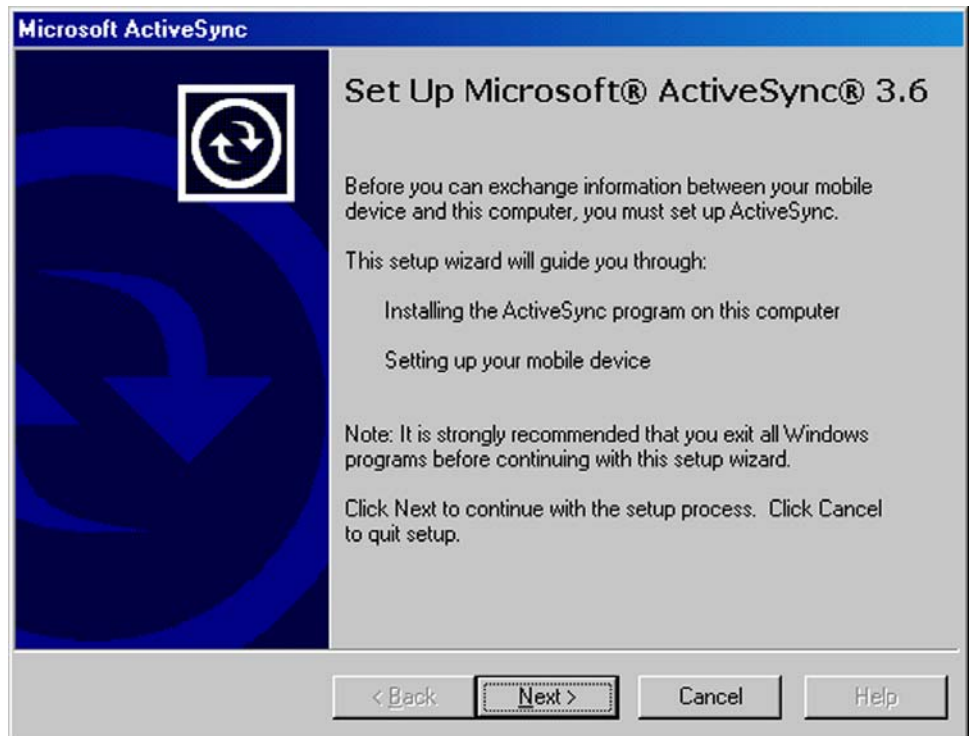 Microsoft ActiveSync
Set Up Microsoft® ActiveSync® 3.6
Before you can exchange information between your mobile
device and this computer, you must set up ActiveSync.
This setup wizard will guide you through:
Installing the ActiveSync program on this computer
Setting up your mobile device
Note: It is strongly recommended that you exit all Windows
programs before continuing with this setup wizard.
Click Next to continue with the setup process.  Click Cancel
to quit setup.
< Back Next > Cancel Help